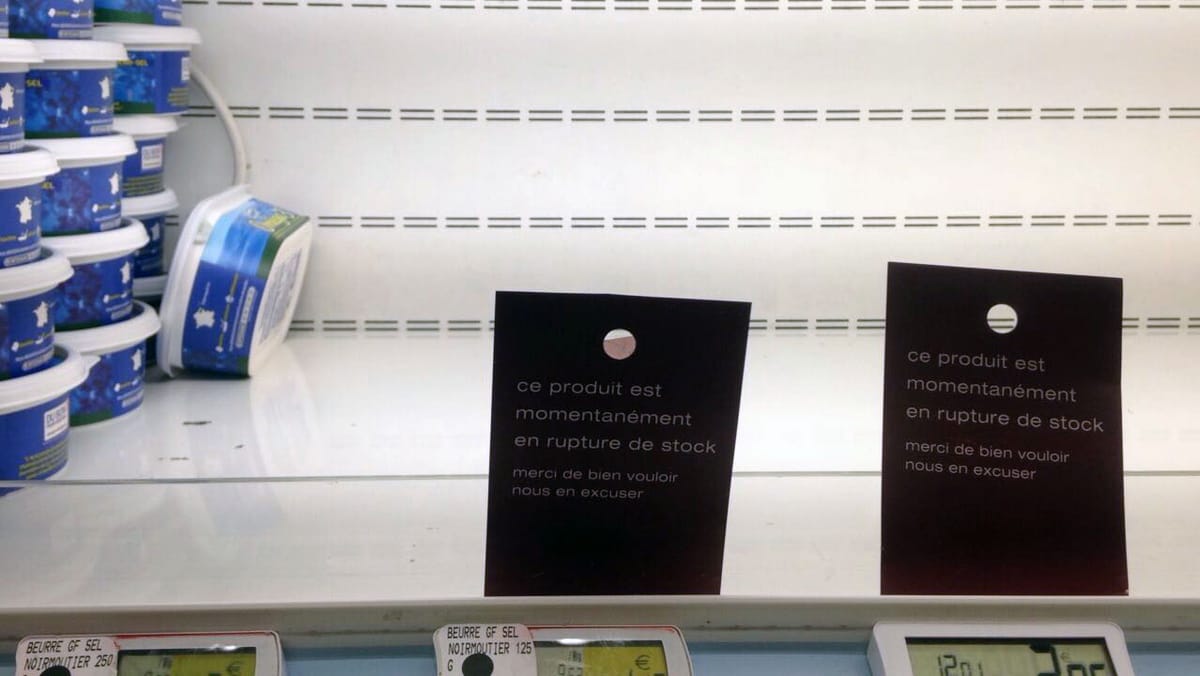 ce produit est
momentanément
en rupture de stock
merci de bien vouloir
nous en excuser
ce produit est
momentanément
en rupture de stock
merci de bien vouloir
nous en excuser
BEURRE GF SEL
NOIRMOUTIER 250
BEURRE GF SEL
NOIRMOUTIER 125
G
€
€